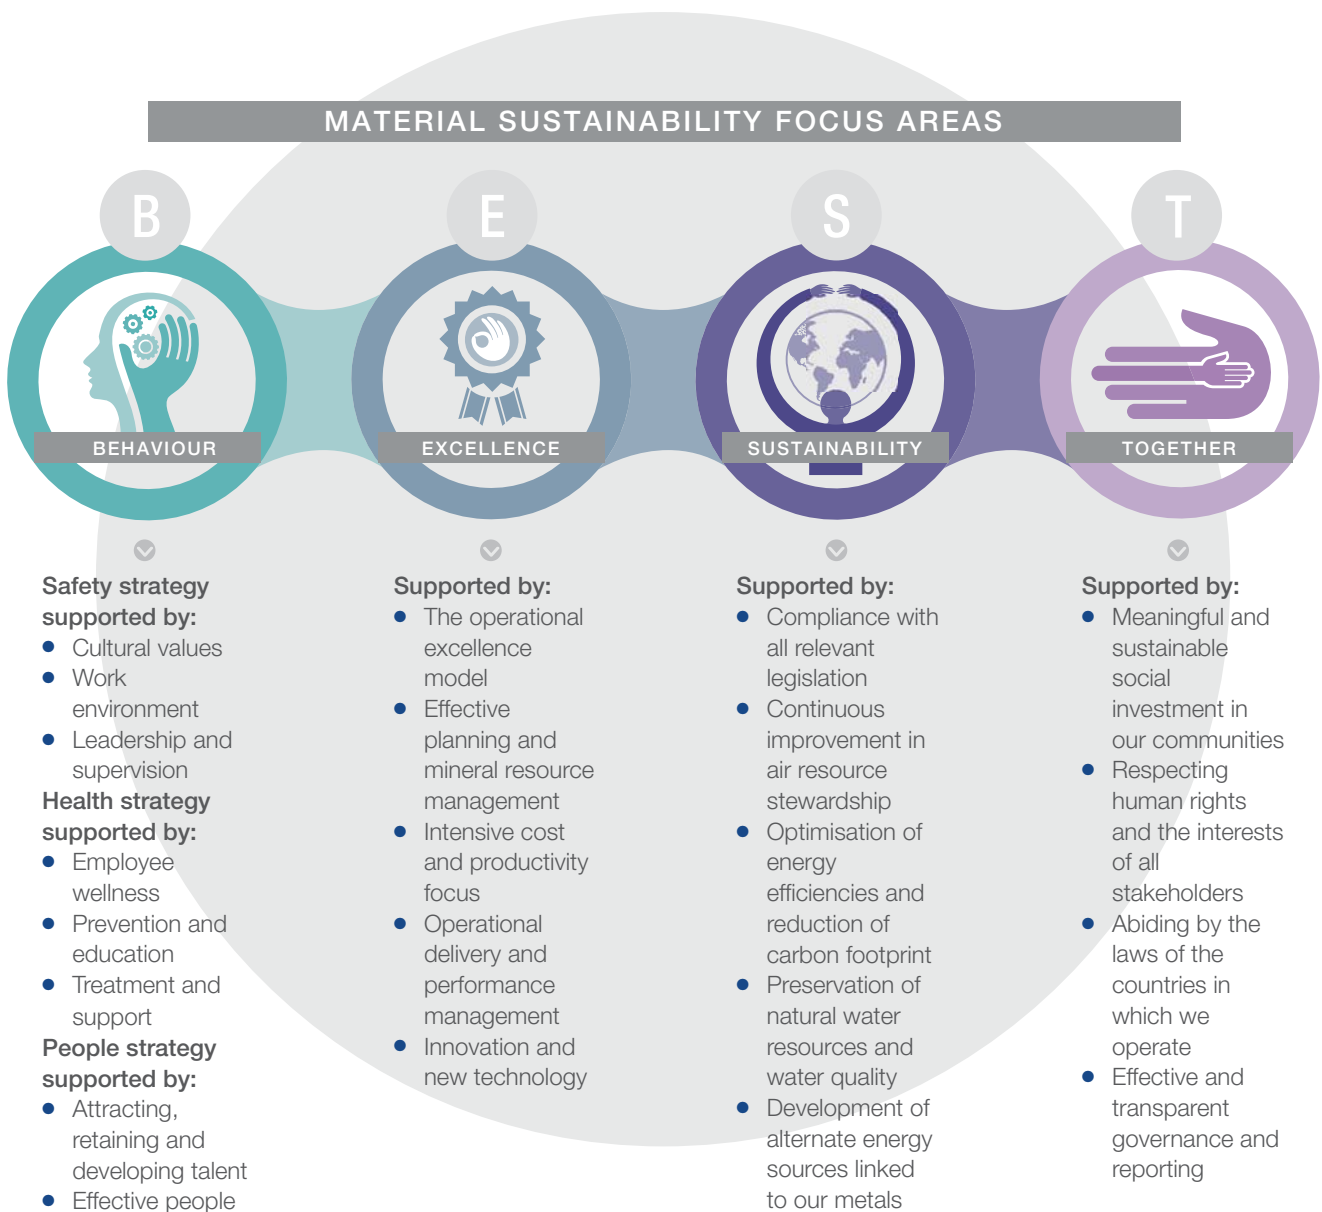 MATERIAL SUSTAINABILITY FOCUS AREAS
B
E
S
T
BEHAVIOUR
EXCELLENCE
SUSTAINABILITY
TOGETHER
Safety strategy
supported by:
Cultural values
Work
environment
Leadership and
supervision
Health strategy
supported by:
Employee
wellness
Prevention and
education
Treatment and
support
People strategy
supported by:
Attracting,
retaining and
developing talent
Effective people
Supported by:
The operational
excellence
model
Effective
planning and
mineral resource
management
Intensive cost
and productivity
focus
Operational
delivery and
performance
management
Innovation and
new technology
Supported by:
Compliance with
all relevant
legislation
Continuous
improvement in
air resource
stewardship
Optimisation of
energy
efficiencies and
reduction of
carbon footprint
Preservation of
natural water
resources and
water quality
Development of
alternate energy
sources linked
to our metals
Supported by:
Meaningful and
sustainable
social
investment in
our communities
Respecting
human rights
and the interests
of all
stakeholders
Abiding by the
laws of the
countries in
which we
operate
Effective and
transparent
governance and
reporting